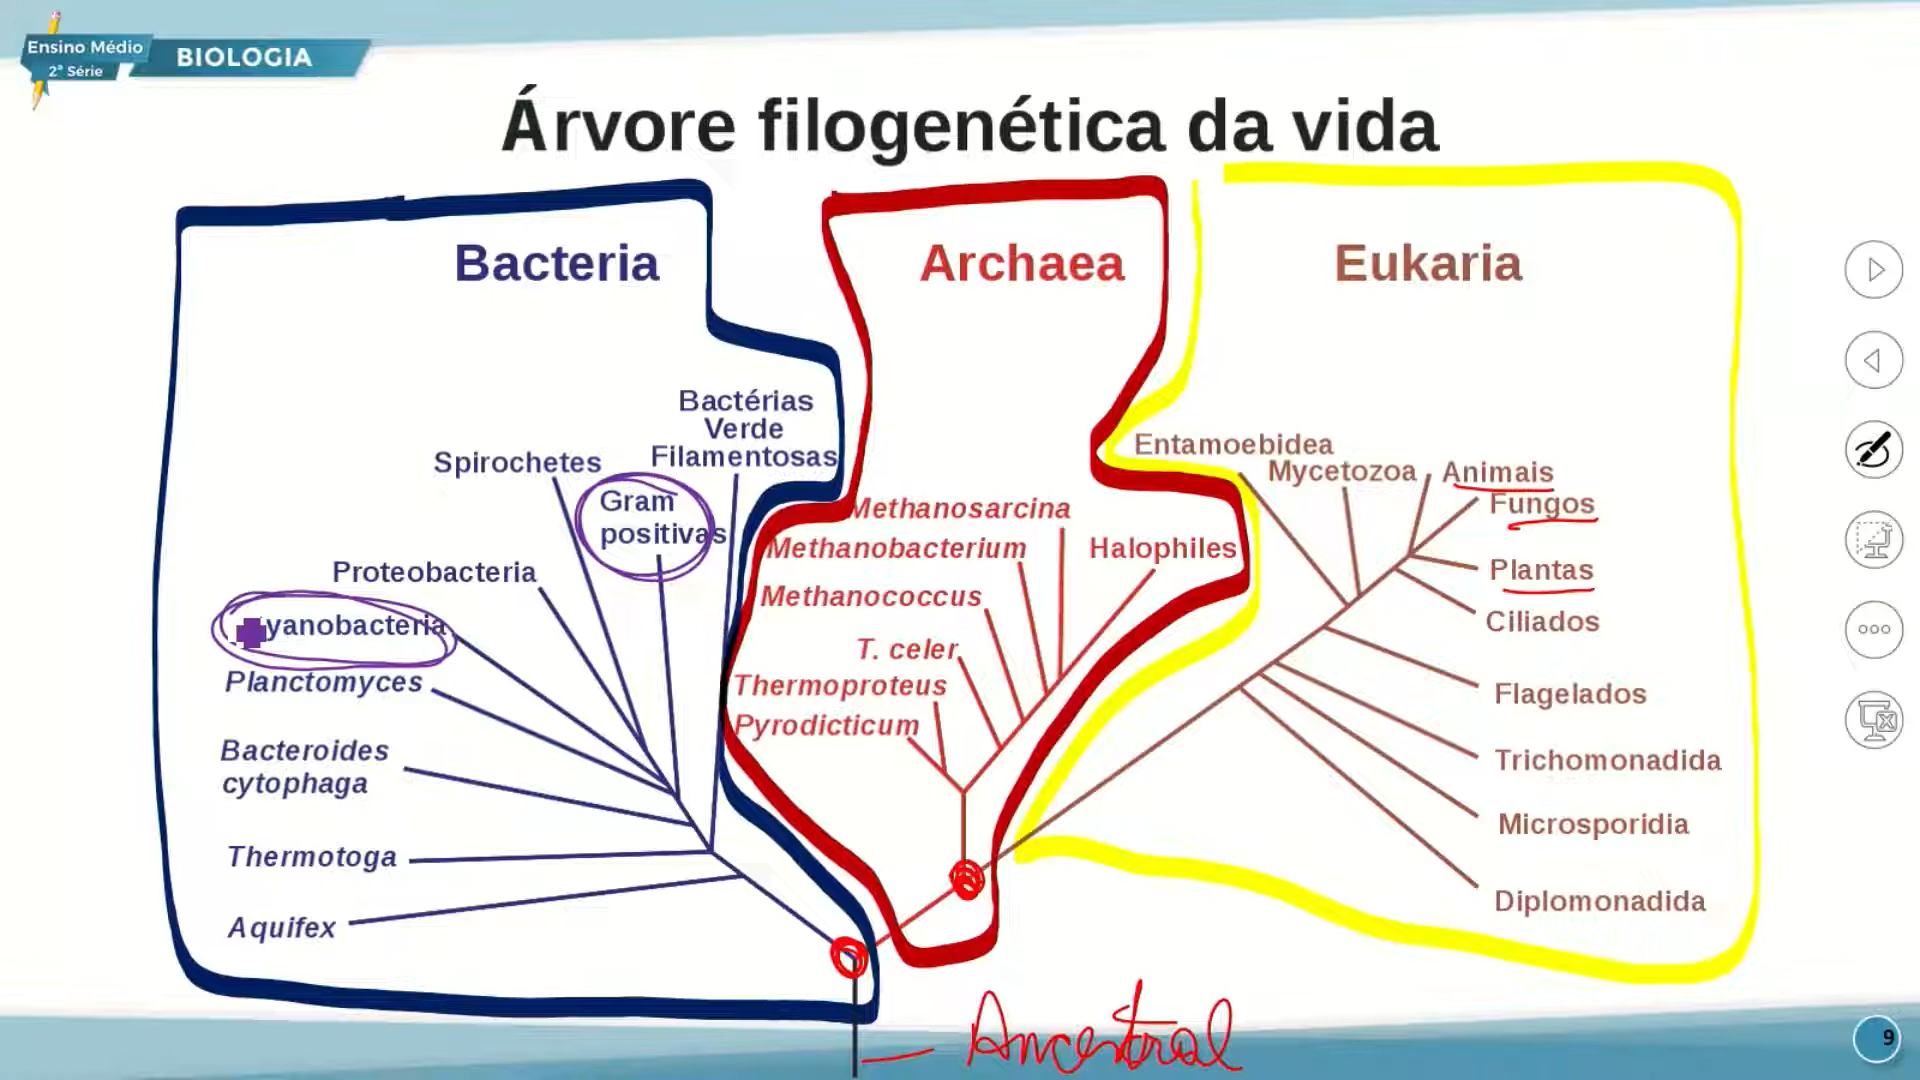 Ensino Médio
2ª Série
BIOLOGIA
Árvore filogenética da vida
Bacteria
Archaea
Eukaria
Bactérias
Verde
Filamentosas
Spirochetes
Gram
positivas
Proteobacteria
yanobacteria
Planctomyces
Bacteroides
cytophaga
Thermotoga
Aquifex
Methanosarcina
Methanobacterium
Halophiles
Methanococcus
T. celer
Thermoproteus
Pyrodicticum
Entamoebidea
Mycetozoa
Animais
Fungos
Plantas
Ciliados
Flagelados
Trichomonadida
Microsporidia
Diplomonadida
Ancestral
9